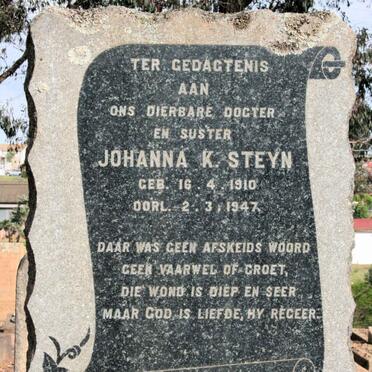 TER GEDAGTENIS
AAN
ONS DIERBARE DOGTER
EN SUSTER
JOHANNA K. STEYN
GEB. 16.4.1910
OORL. 2.3.1947.
DAAR WAS GEEN AFSKEIDS WOORD
GEEN VAARWEL OF GROET,
DIE WOND IS DIEP EN SEER
MAAR GOD IS LIEFDE, HY REGEER.